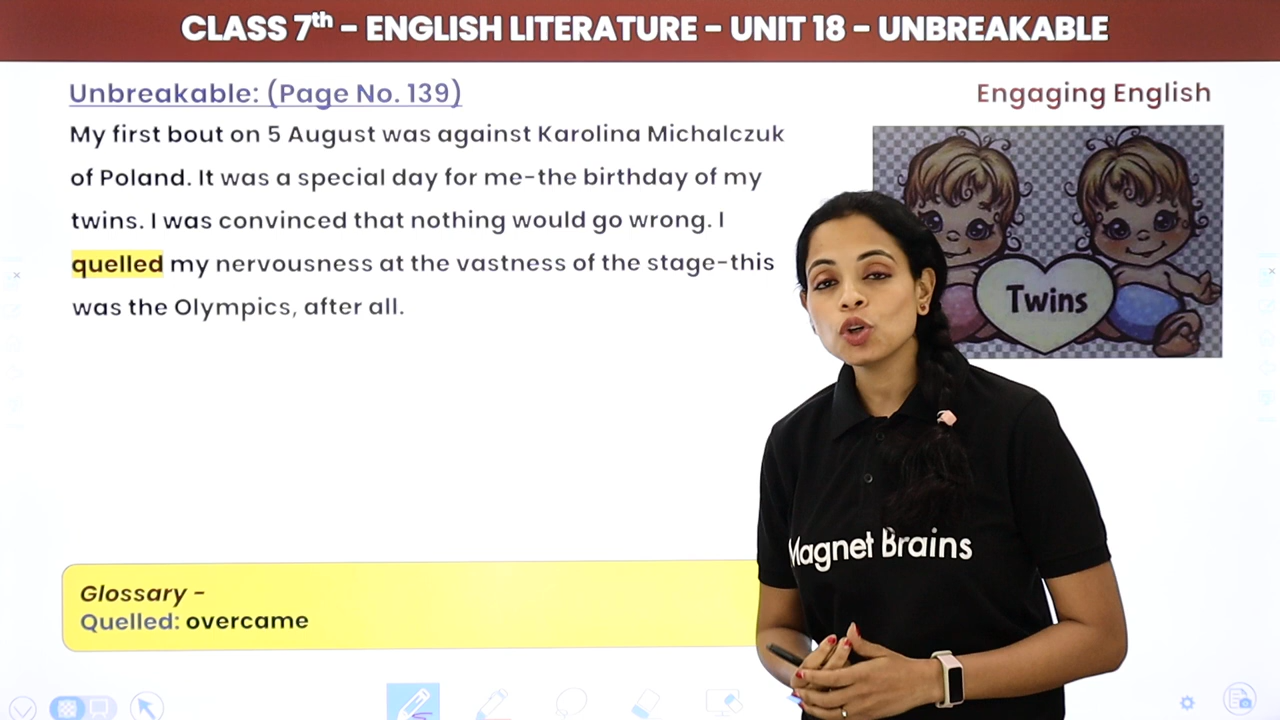 CLASS 7th - ENGLISH LITERATURE - UNIT 18 - UNBREAKABLE
Unbreakable: (Page No. 139)
Engaging English
My first bout on 5 August was against Karolina Michalczuk
of Poland. It was a special day for me-the birthday of my
twins. I was convinced that nothing would go wrong. I
quelled my nervousness at the vastness of the stage-this
was the Olympics, after all.
Twins
Magnet Brains
Glossary -
Quelled: overcame